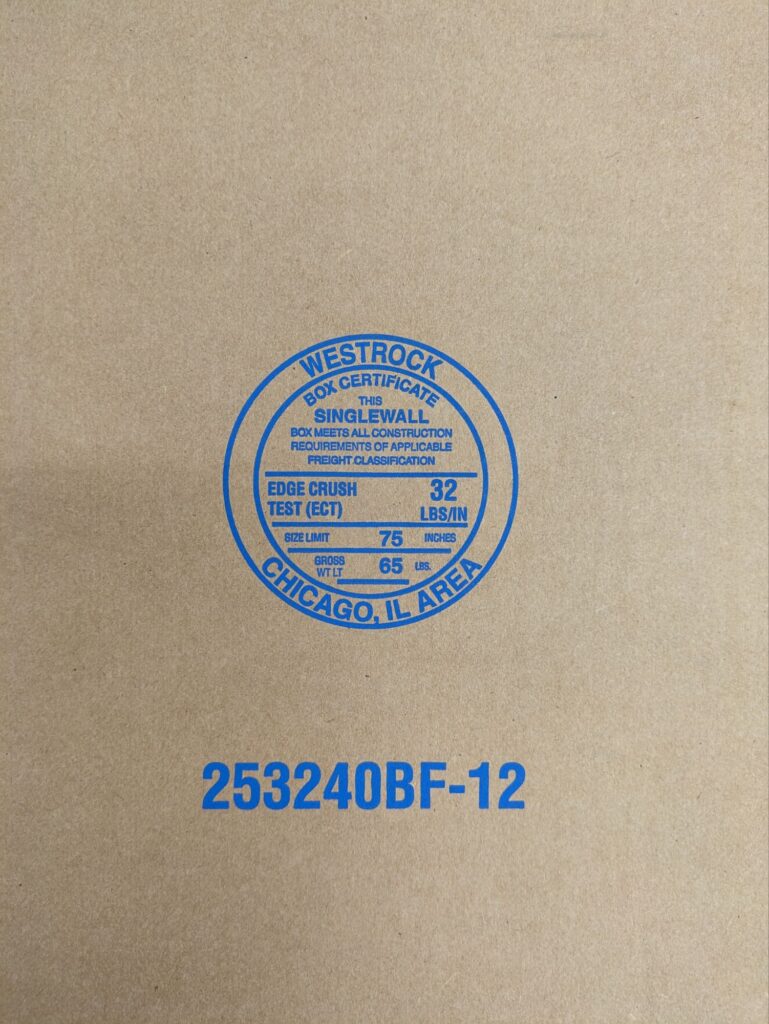 WESTROCK
BOX CERTIFICATE
THIS
SINGLEWALL
BOX MEETS ALL CONSTRUCTION
REQUIREMENTS OF APPLICABLE
FREIGHT CLASSIFICATION
EDGE CRUSH 32
TEST (ECT) LBS/IN
SIZE LIMIT 75 INCHES
GROSS
WT LT 65 LBS.
CHICAGO, IL AREA
253240BF-12